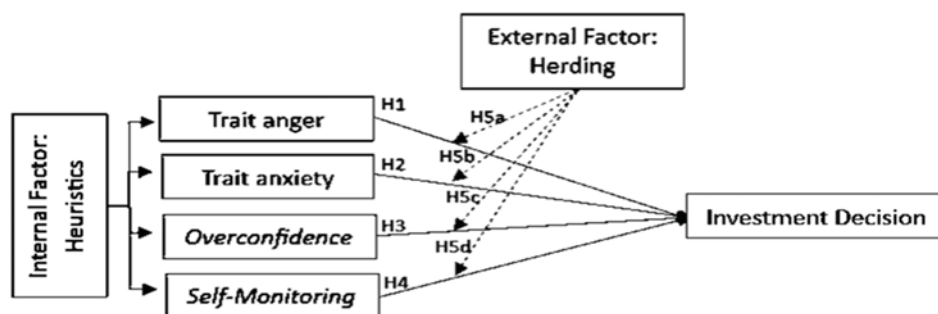 External Factor:
Herding
Internal Factor:
Heuristics
Trait anger
H1
H5a
Trait anxiety
H2
H5b
Overconfidence
H3
H5c
Self-Monitoring
H4
H5d
Investment Decision